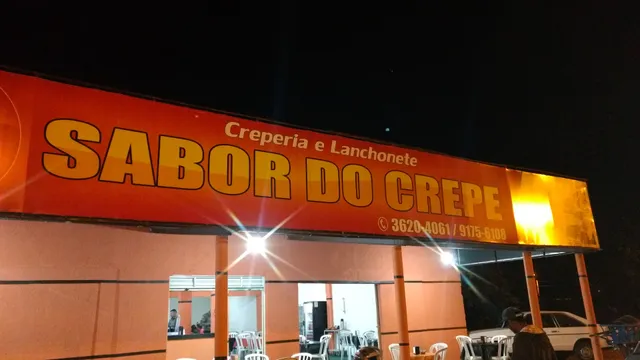 Creperia e Lanchonete
SABOR DO CREPE
3620-4061 / 9175-6108